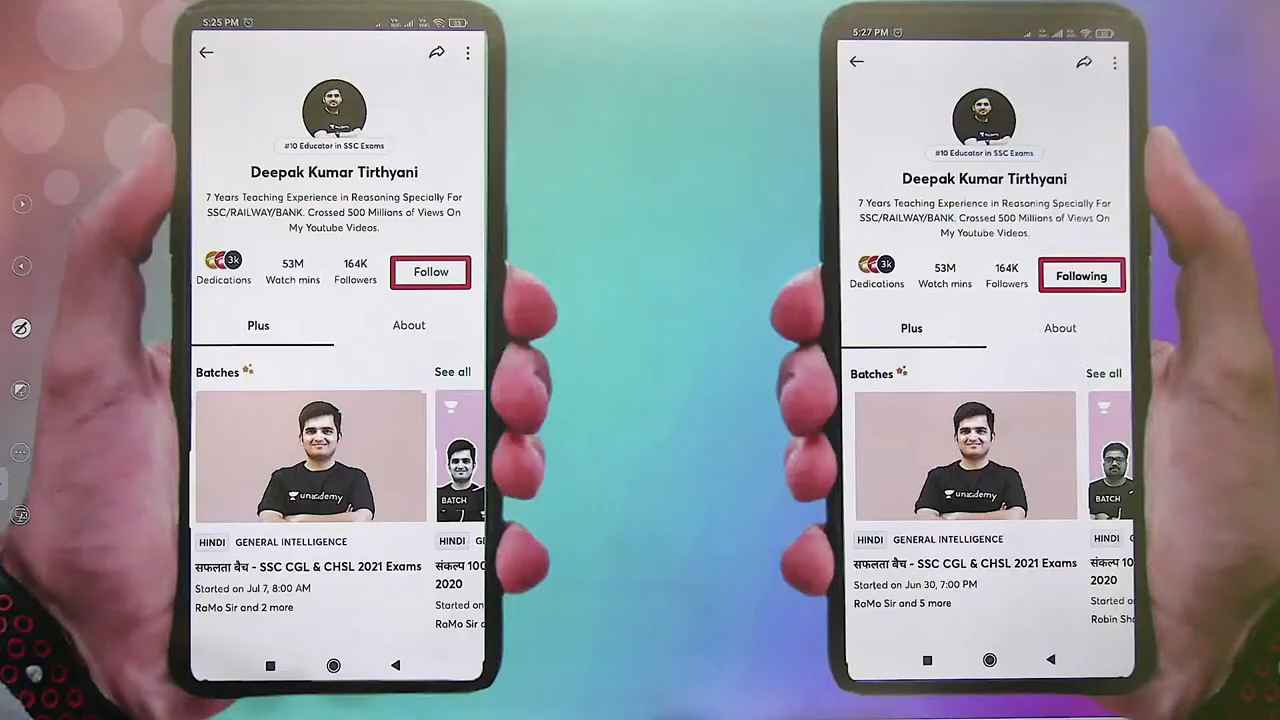 5:25 PM
#10 Educator in SSC Exams
Deepak Kumar Tirthyani
7 Years Teaching Experience in Reasoning Specially For
SSC/RAILWAY/BANK. Crossed 500 Millions of Views On
My Youtube Videos.
3k
53M
164K
Follow
Dedications
Watch mins
Followers
Plus
About
Batches
See all
unacademy
BATCH
HINDI
GENERAL INTELLIGENCE
HINDI
सफलता बैच - SSC CGL & CHSL 2021 Exams
संकल्प 100
2020
Started on Jul 7, 8:00 AM
Started on
RaMo Sir and 2 more
RaMo Sir
5:27 PM
#10 Educator in SSC Exams
Deepak Kumar Tirthyani
7 Years Teaching Experience in Reasoning Specially For
SSC/RAILWAY/BANK. Crossed 500 Millions of Views On
My Youtube Videos.
3k
53M
164K
Following
Dedications
Watch mins
Followers
Plus
About
Batches
See all
unacademy
BATCH
HINDI
GENERAL INTELLIGENCE
HINDI
सफलता बैच - SSC CGL & CHSL 2021 Exams
संकल्प 10
2020
Started on Jun 30, 7:00 PM
Started o
RaMo Sir and 5 more
Robin Sh